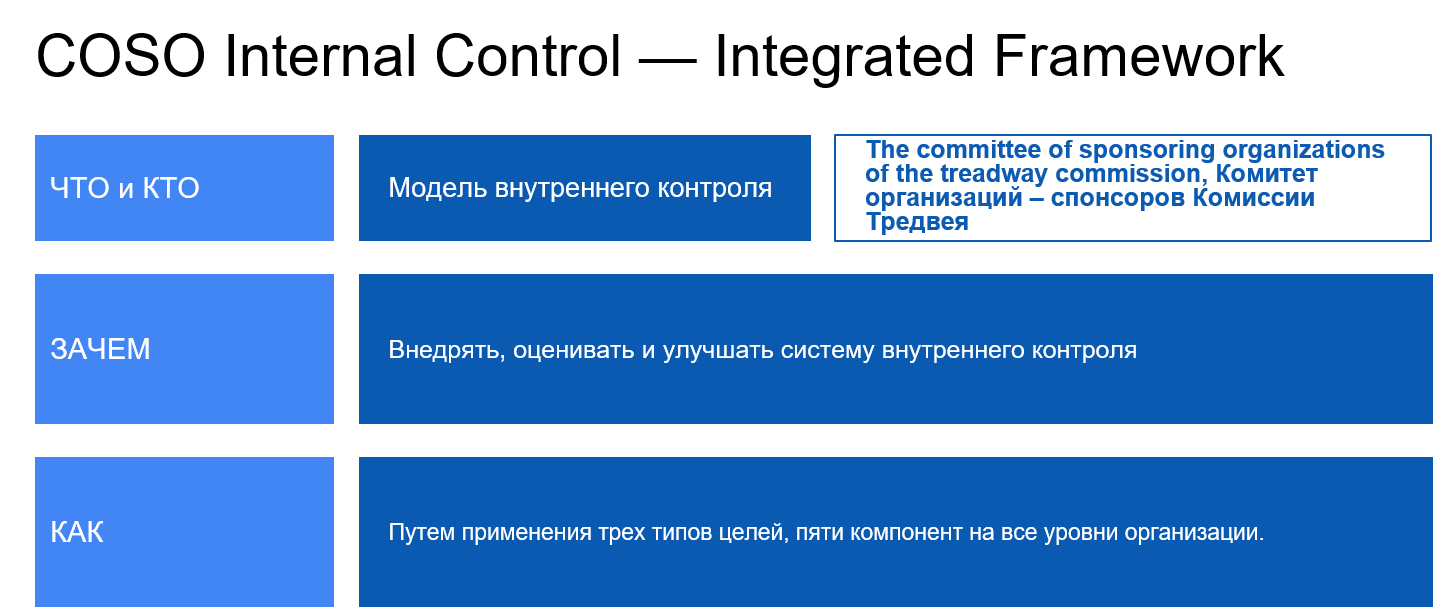 COSO Internal Control — Integrated Framework
ЧТО и КТО
Модель внутреннего контроля
The committee of sponsoring organizations
of the treadway commission, Комитет
организаций – спонсоров Комиссии
Тредвея
ЗАЧЕМ
Внедрять, оценивать и улучшать систему внутреннего контроля
КАК
Путем применения трех типов целей, пяти компонент на все уровни организации.